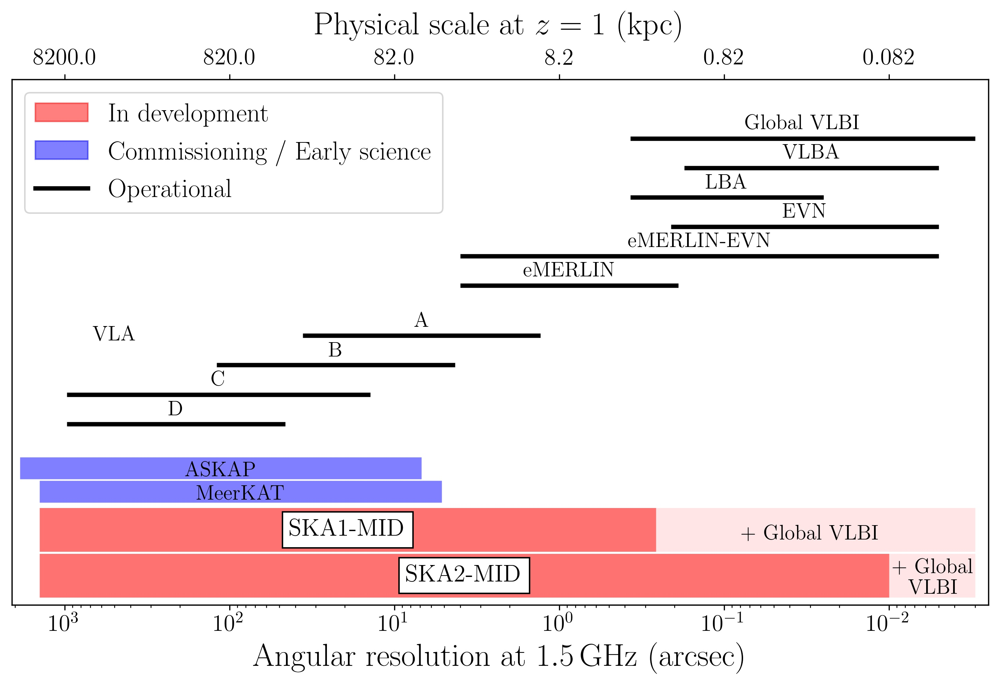 Physical scale at z = 1 (kpc)
8200.0 820.0 82.0 8.2 0.82 0.082
In development
Commissioning / Early science
Operational
Global VLBI
VLBA
LBA
EVN
eMERLIN-EVN
eMERLIN
VLA
A
B
C
D
ASKAP
MeerKAT
SKA1-MID
+ Global VLBI
SKA2-MID
+ Global
VLBI
10³ 10² 10¹ 10⁰ 10⁻¹ 10⁻²
Angular resolution at 1.5 GHz (arcsec)